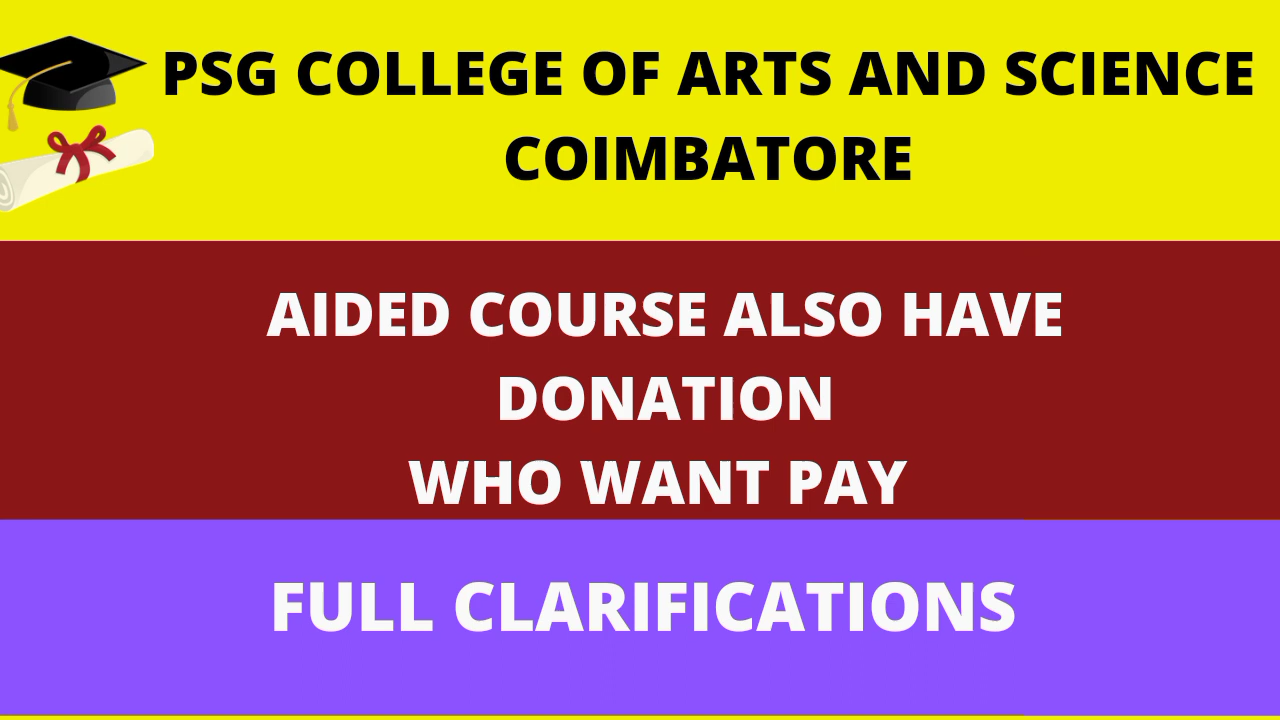 PSG COLLEGE OF ARTS AND SCIENCE
COIMBATORE
AIDED COURSE ALSO HAVE
DONATION
WHO WANT PAY
FULL CLARIFICATIONS